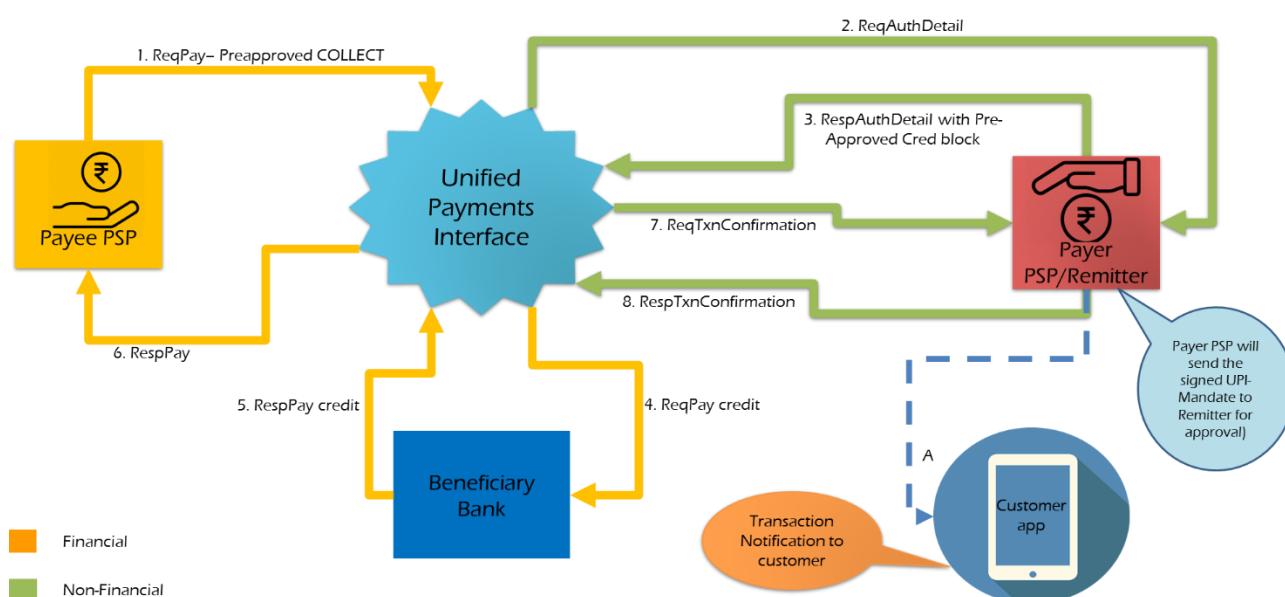 2. ReqAuthDetail
1. ReqPay– Preapproved COLLECT
3. RespAuthDetail with Pre-
Approved Cred block
₹
Payee PSP
Unified
Payments
Interface
₹
Payer
PSP/Remitter
7. ReqTxnConfirmation
8. RespTxnConfirmation
6. RespPay
5. RespPay credit
4. ReqPay credit
Payer PSP will
send the
signed UPI-
Mandate to
Remitter for
approval)
A
Beneficiary
Bank
Customer
app
Transaction
Notification to
customer
Financial
Non-Financial